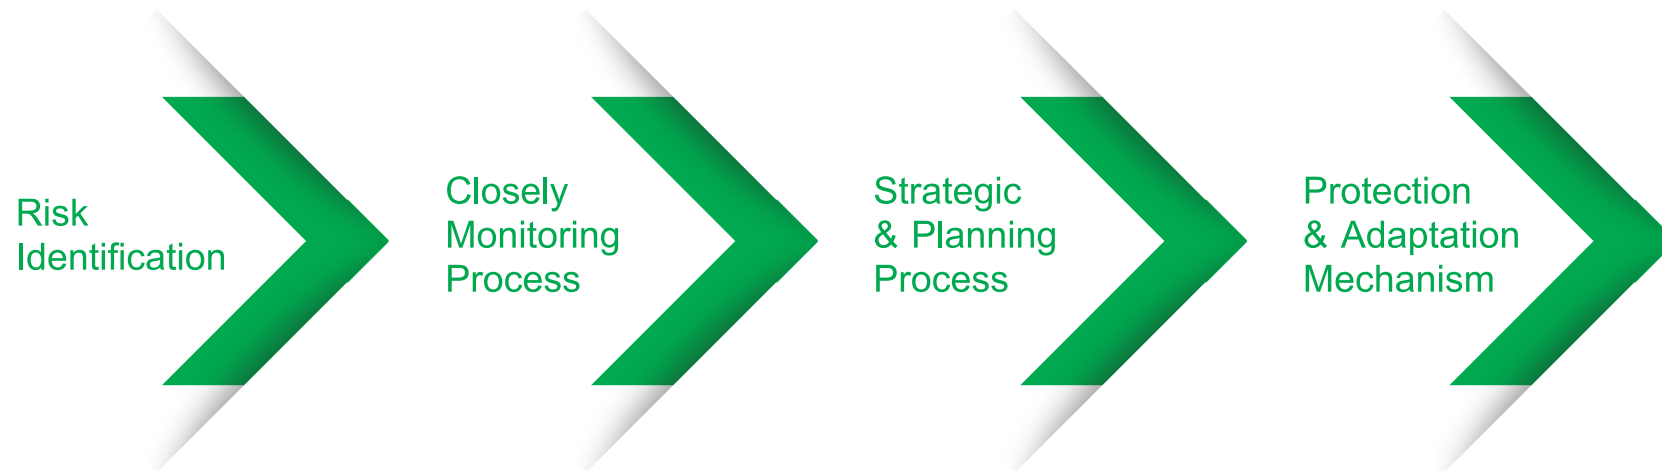 Risk
Identification
Closely
Monitoring
Process
Strategic
& Planning
Process
Protection
& Adaptation
Mechanism